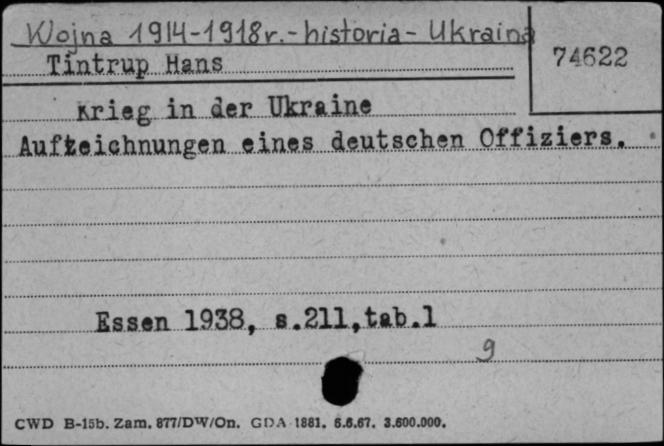 Wojna 1914-1918r.-historia-Ukraina
74622
Tintrup Hans
Krieg in der Ukraine
Aufzeichnungen eines deutschen Offiziers.
Essen 1938, s.211,tab.1
9
CWD B-15b. Zam. 877/DW/On. GDA 1881. 6.6.67. 3.600.000.